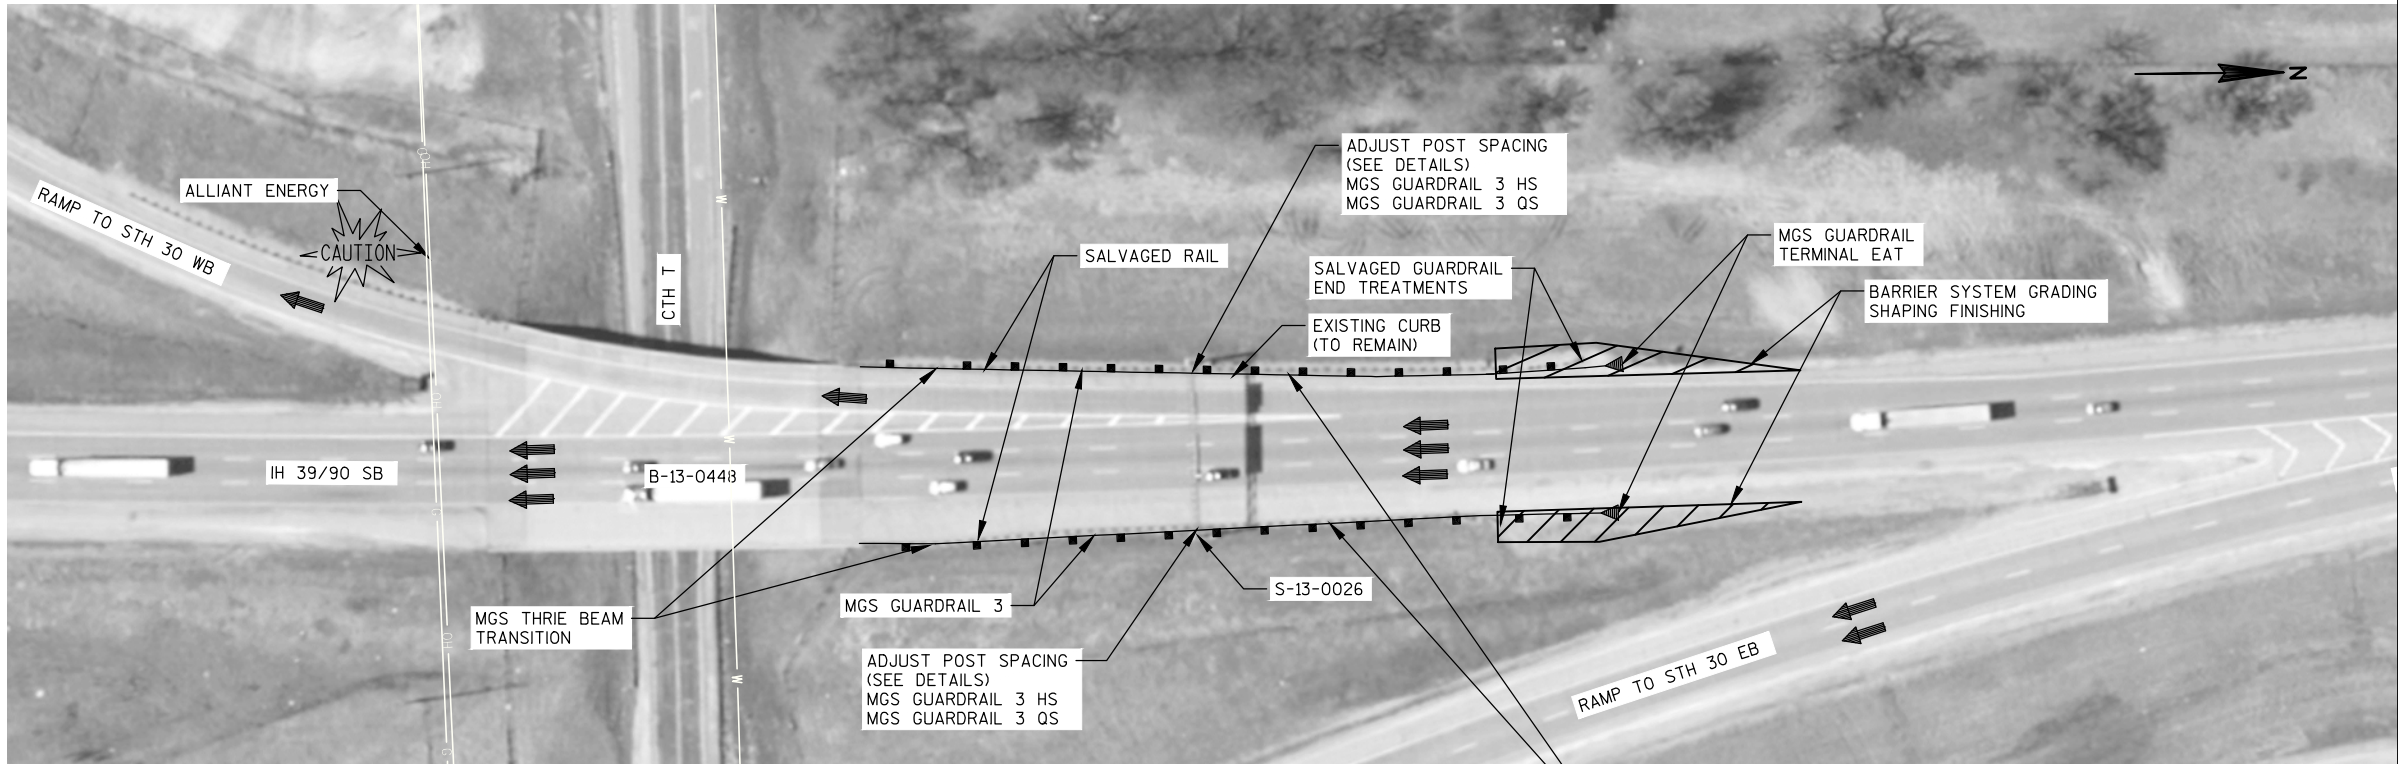 N
ADJUST POST SPACING
(SEE DETAILS)
MGS GUARDRAIL 3 HS
MGS GUARDRAIL 3 QS
ALLIANT ENERGY
RAMP TO STH 30 WB
CAUTION
OH
G
W
CTH T
SALVAGED RAIL
SALVAGED GUARDRAIL
END TREATMENTS
MGS GUARDRAIL
TERMINAL EAT
BARRIER SYSTEM GRADING
SHAPING FINISHING
EXISTING CURB
(TO REMAIN)
OH
W
IH 39/90 SB
B-13-0448
G
MGS THRIE BEAM
TRANSITION
MGS GUARDRAIL 3
S-13-0026
OH
W
ADJUST POST SPACING
(SEE DETAILS)
MGS GUARDRAIL 3 HS
MGS GUARDRAIL 3 QS
RAMP TO STH 30 EB
G